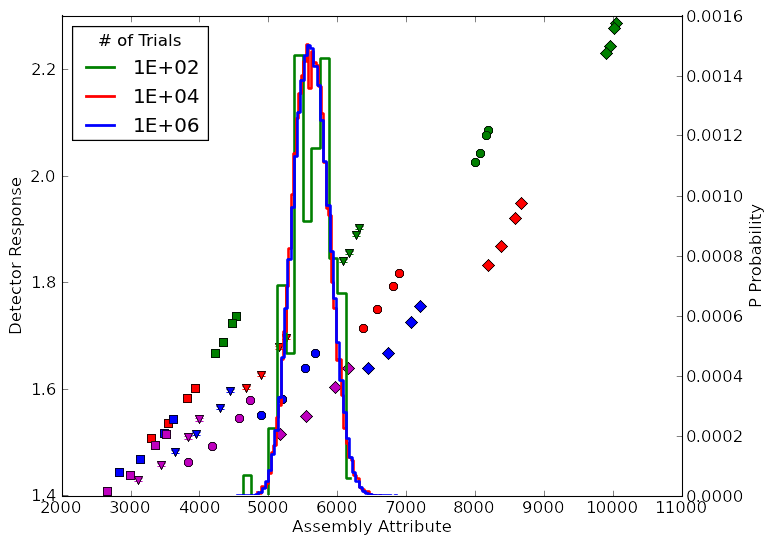 # of Trials
1E+02
1E+04
1E+06
Detector Response
2.2
2.0
1.8
1.6
1.4
0.0016
0.0014
0.0012
0.0010
0.0008
0.0006
0.0004
0.0002
0.0000
P Probability
2000 3000 4000 5000 6000 7000 8000 9000 10000 11000
Assembly Attribute